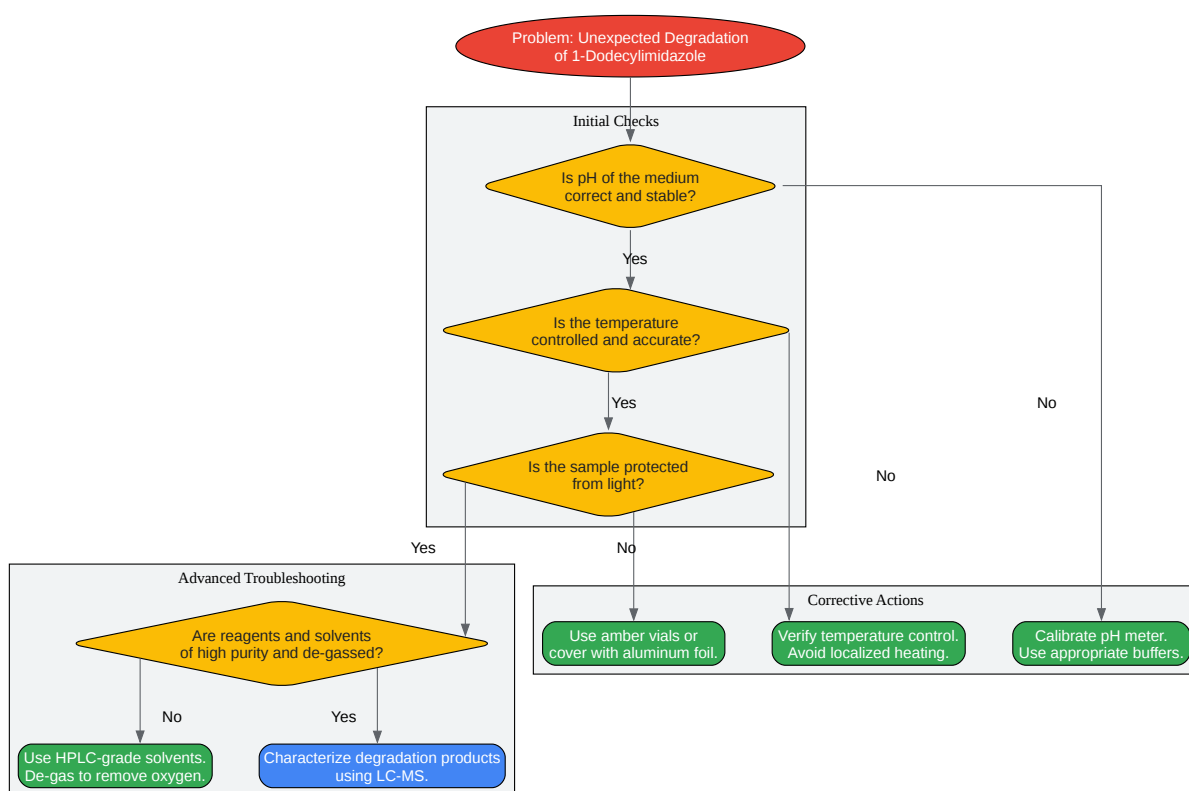 Problem: Unexpected Degradation
of 1-Dodecylimidazole
Initial Checks
Is pH of the medium
correct and stable?
Yes
Is the temperature
controlled and accurate?
Yes
No
Is the sample protected
from light?
No
Yes
No
Advanced Troubleshooting
Corrective Actions
Are reagents and solvents
of high purity and de-gassed?
Use amber vials or
cover with aluminum foil.
Verify temperature control.
Avoid localized heating.
Calibrate pH meter.
Use appropriate buffers.
No
Yes
Use HPLC-grade solvents.
De-gas to remove oxygen.
Characterize degradation products
using LC-MS.